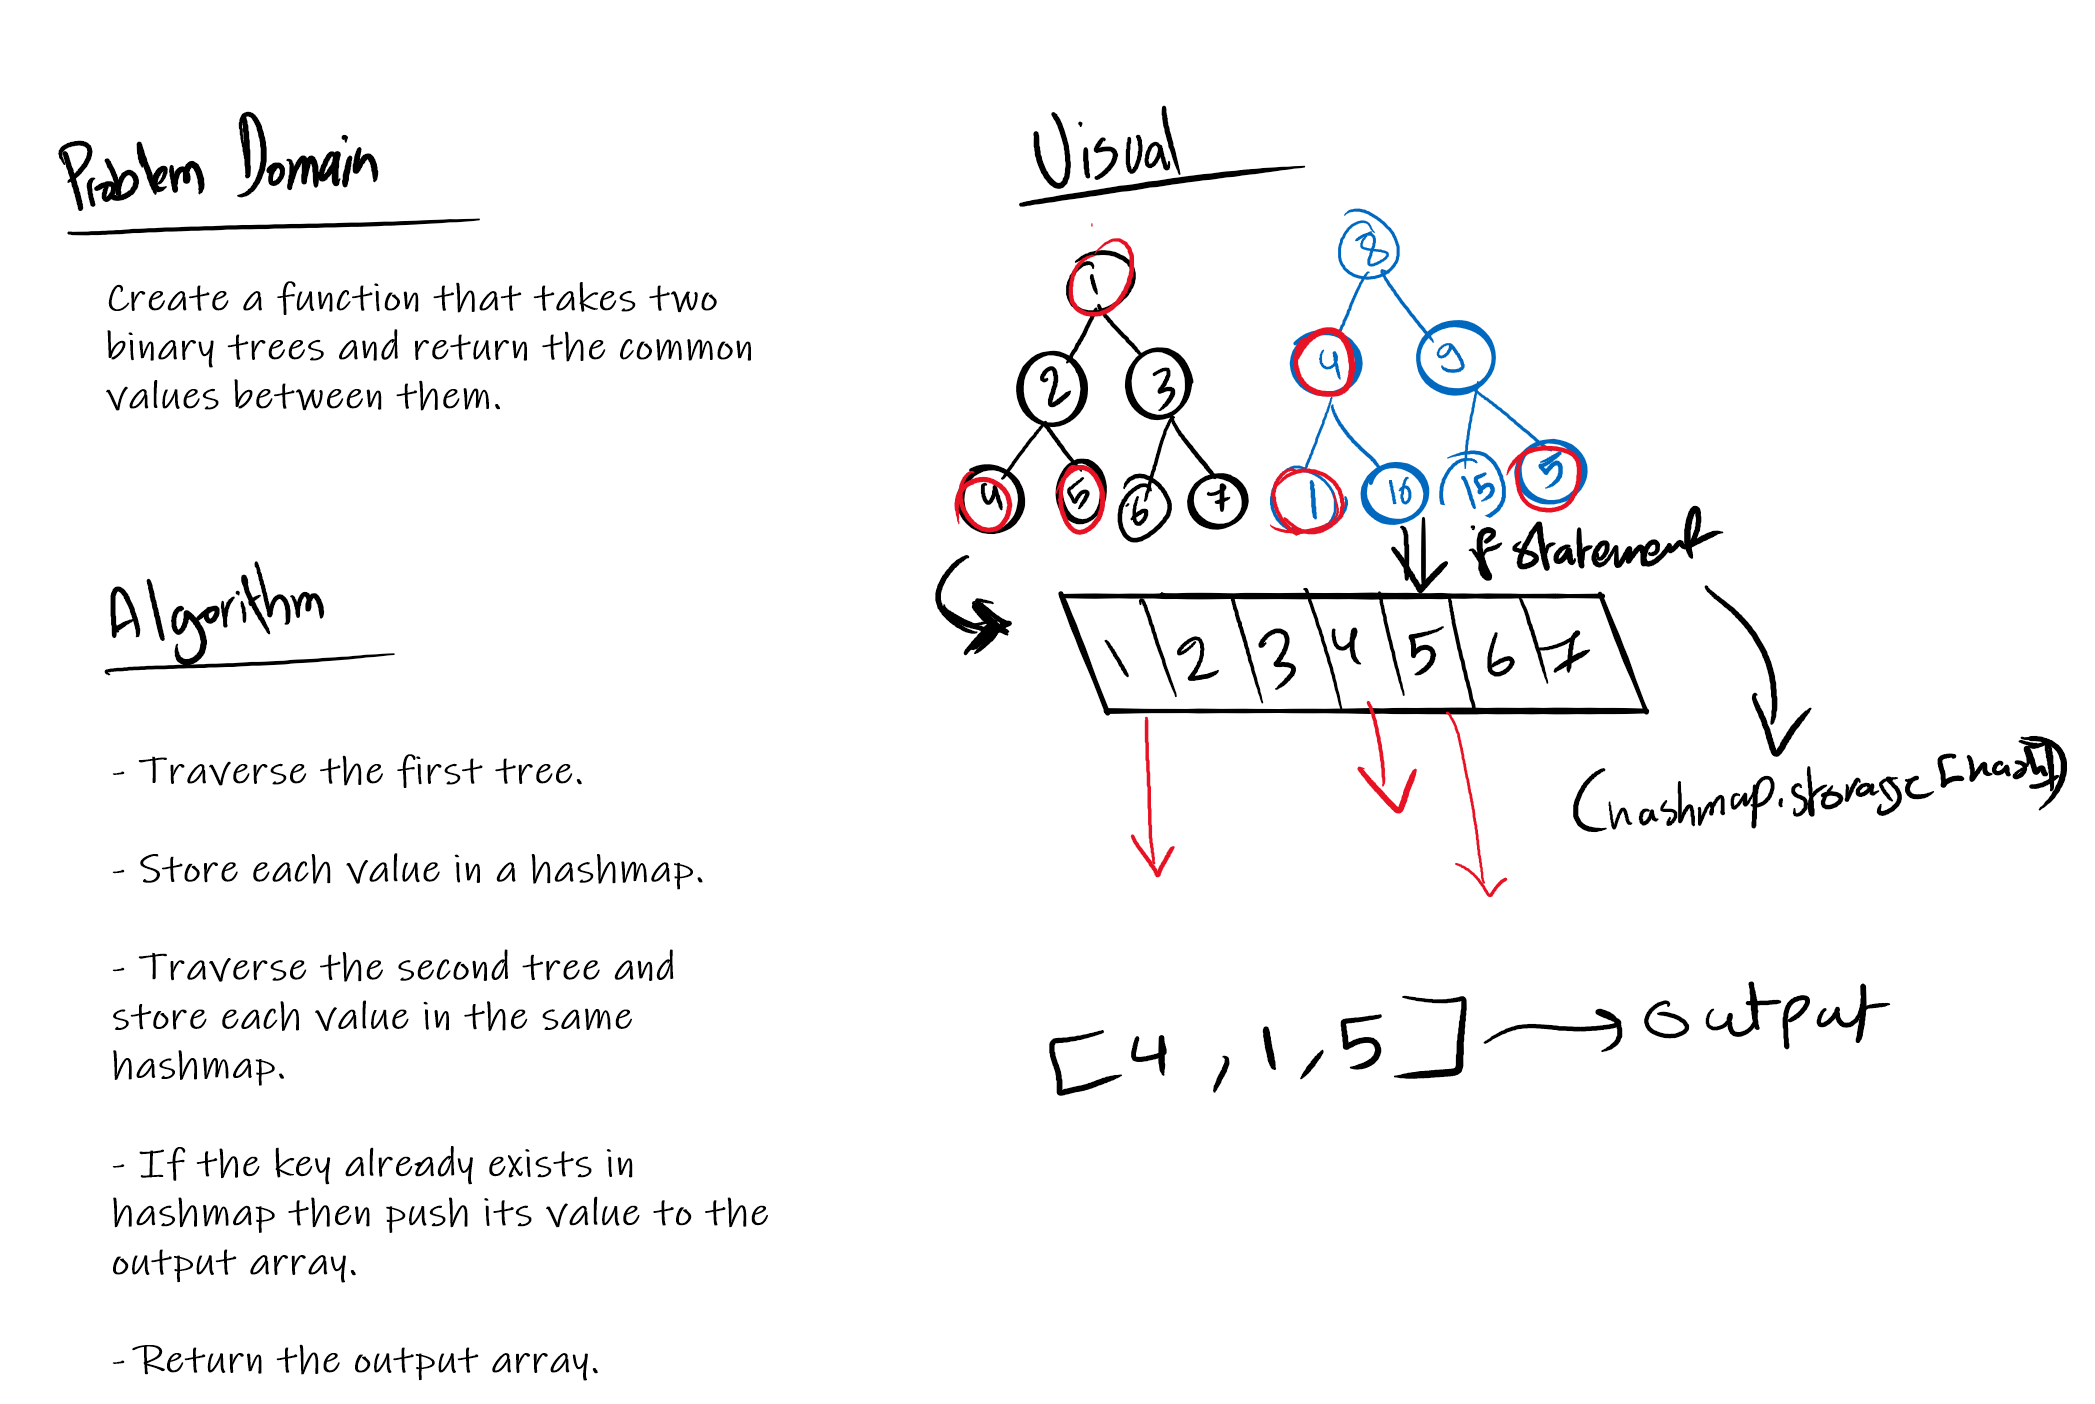 Problem Domain
Create a function that takes two
binary trees and return the common
values between them.
Algorithm
- Traverse the first tree.
- Store each value in a hashmap.
- Traverse the second tree and
store each value in the same
hashmap.
- If the key already exists in
hashmap then push its value to the
output array.
- Return the output array.
Visual
1
2 3
4 5 6 7
8
4 9
1 16 15 5
if statement
1 2 3 4 5 6 7
(hashmap.storage[hash])
[4, 1, 5] output